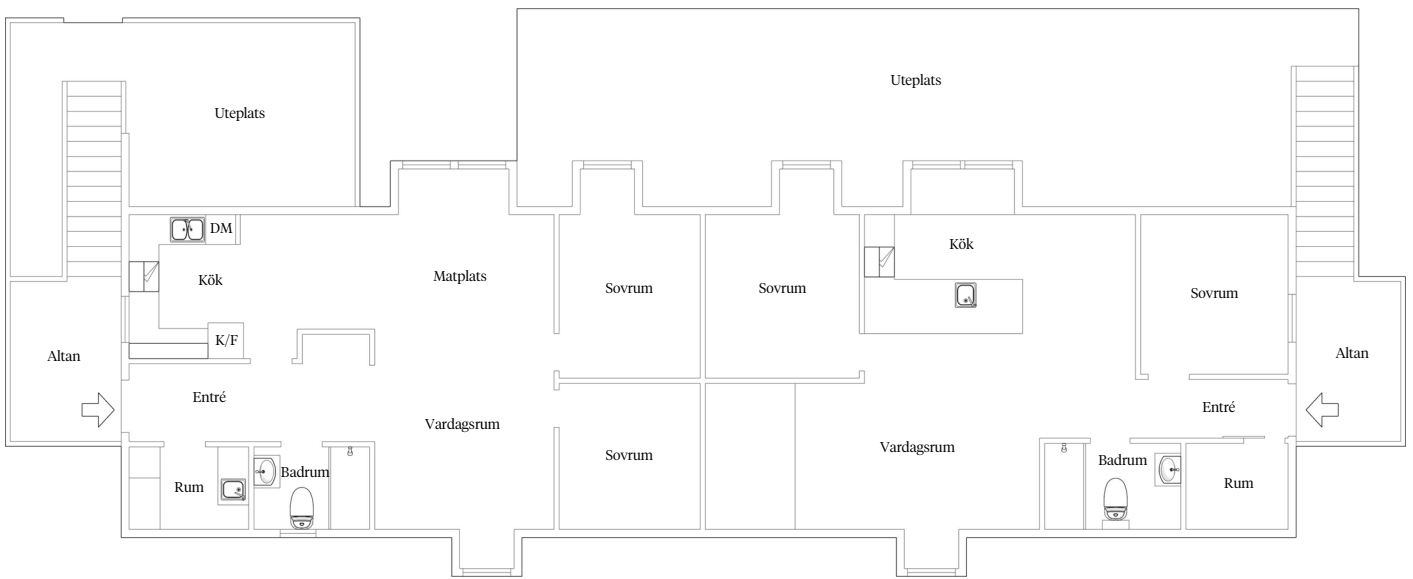 Uteplats
Uteplats
DM
Kök
Kök
Matplats
Sovrum
Sovrum
Sovrum
K/F
Altan
Altan
Entré
Entré
Vardagsrum
Vardagsrum
Sovrum
Badrum
Badrum
Rum
Rum